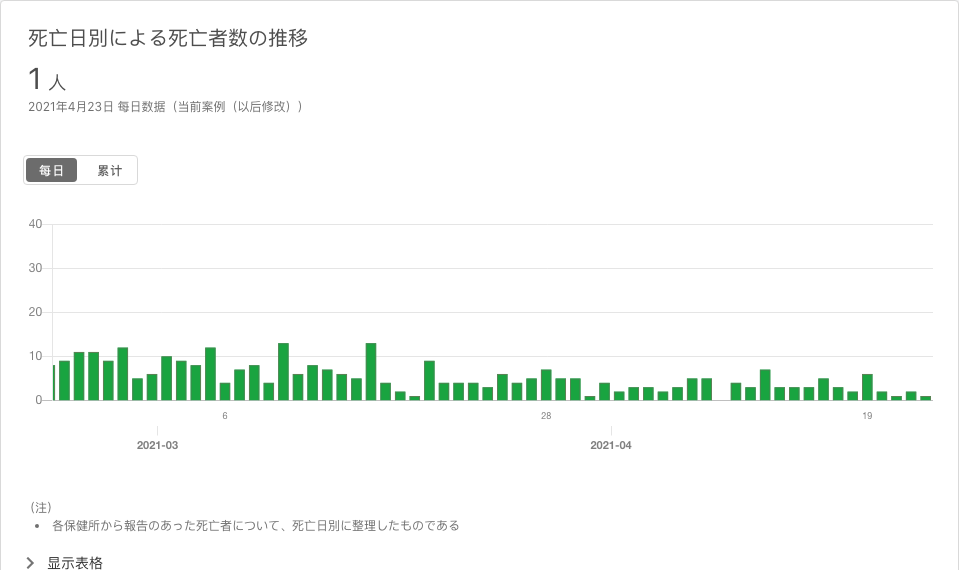 死亡日別による死亡者数の推移
1 人
2021年4月23日 每日数据（当前案例（以后修改））
每日 累计
40
30
20
10
0
6 28 19
2021-03 2021-04
（注）
• 各保健所から報告のあった死亡者について、死亡日別に整理したものである
显示表格